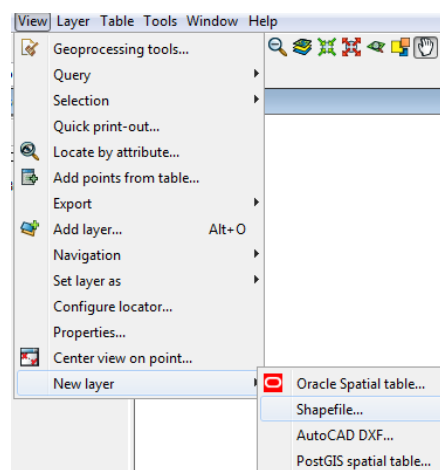 View Layer Table Tools Window Help
Geoprocessing tools...
Query
Selection
Quick print-out...
Locate by attribute...
Add points from table...
Export
Add layer... Alt+O
Navigation
Set layer as
Configure locator...
Properties...
Center view on point...
New layer
Oracle Spatial table...
Shapefile...
AutoCAD DXF...
PostGIS spatial table...